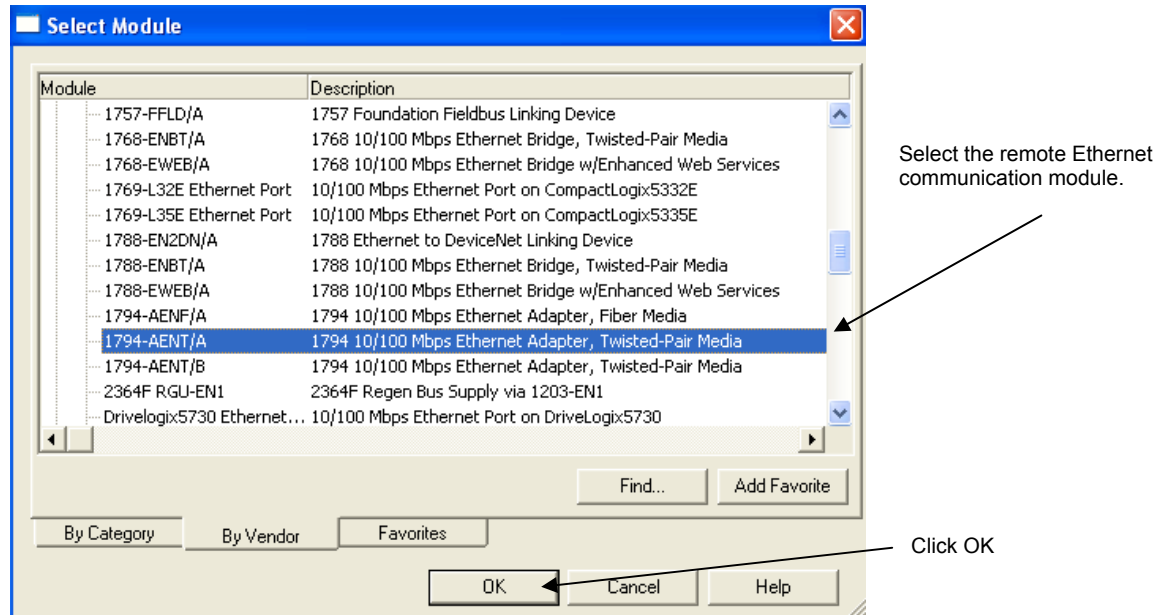 Select Module
Module Description
1757-FFLD/A 1757 Foundation Fieldbus Linking Device
1768-ENBT/A 1768 10/100 Mbps Ethernet Bridge, Twisted-Pair Media
1768-EWEB/A 1768 10/100 Mbps Ethernet Bridge w/Enhanced Web Services
1769-L32E Ethernet Port 10/100 Mbps Ethernet Port on CompactLogix5332E
1769-L35E Ethernet Port 10/100 Mbps Ethernet Port on CompactLogix5335E
1788-EN2DN/A 1788 Ethernet to DeviceNet Linking Device
1788-ENBT/A 1788 10/100 Mbps Ethernet Bridge, Twisted-Pair Media
1788-EWEB/A 1788 10/100 Mbps Ethernet Bridge w/Enhanced Web Services
1794-AENF/A 1794 10/100 Mbps Ethernet Adapter, Fiber Media
1794-AENT/A 1794 10/100 Mbps Ethernet Adapter, Twisted-Pair Media
1794-AENT/B 1794 10/100 Mbps Ethernet Adapter, Twisted-Pair Media
2364F RGU-EN1 2364F Regen Bus Supply via 1203-EN1
Drivelogix5730 Ethernet... 10/100 Mbps Ethernet Port on DriveLogix5730
Find... Add Favorite
By Category By Vendor Favorites
OK Cancel Help
Select the remote Ethernet
communication module.
Click OK